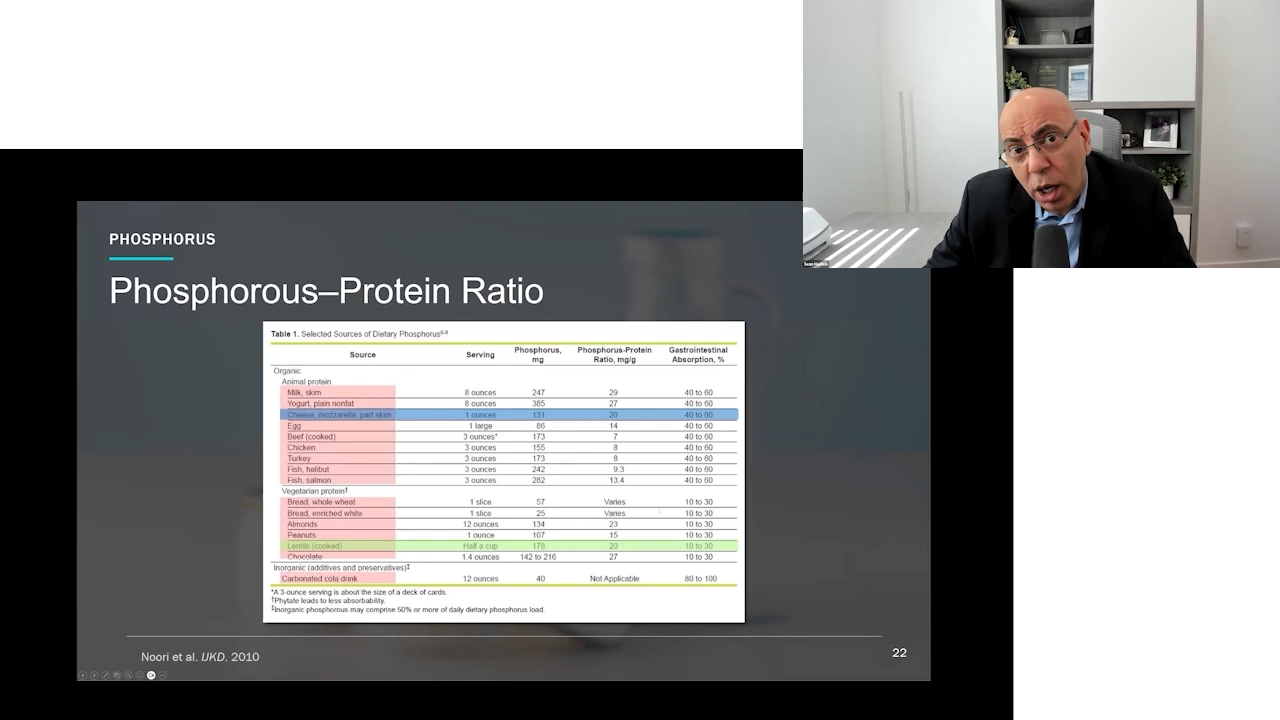 PHOSPHORUS
Phosphorous–Protein Ratio
Table 1. Selected Sources of Dietary Phosphorus6-9
Source Serving Phosphorus, mg Phosphorus-Protein Ratio, mg/g Gastrointestinal Absorption, %
Organic
Animal protein
Milk, skim 8 ounces 247 29 40 to 60
Yogurt, plain nonfat 8 ounces 385 27 40 to 60
Cheese, mozzarella; part skim 1 ounces 131 20 40 to 60
Egg 1 large 86 14 40 to 60
Beef (cooked) 3 ounces* 173 7 40 to 60
Chicken 3 ounces 155 8 40 to 60
Turkey 3 ounces 173 8 40 to 60
Fish, halibut 3 ounces 242 9.3 40 to 60
Fish, salmon 3 ounces 282 13.4 40 to 60
Vegetarian protein†
Bread, whole wheat 1 slice 57 Varies 10 to 30
Bread, enriched white 1 slice 25 Varies 10 to 30
Almonds 12 ounces 134 23 10 to 30
Peanuts 1 ounce 107 15 10 to 30
Lentils (cooked) Half a cup 178 20 10 to 30
Chocolate 1.4 ounces 142 to 216 27 10 to 30
Inorganic (additives and preservatives)‡
Carbonated cola drink 12 ounces 40 Not Applicable 80 to 100
*A 3-ounce serving is about the size of a deck of cards.
†Phytate leads to less absorbability.
‡Inorganic phosphorous may comprise 50% or more of daily dietary phosphorus load.
Noori et al. IJKD. 2010
22